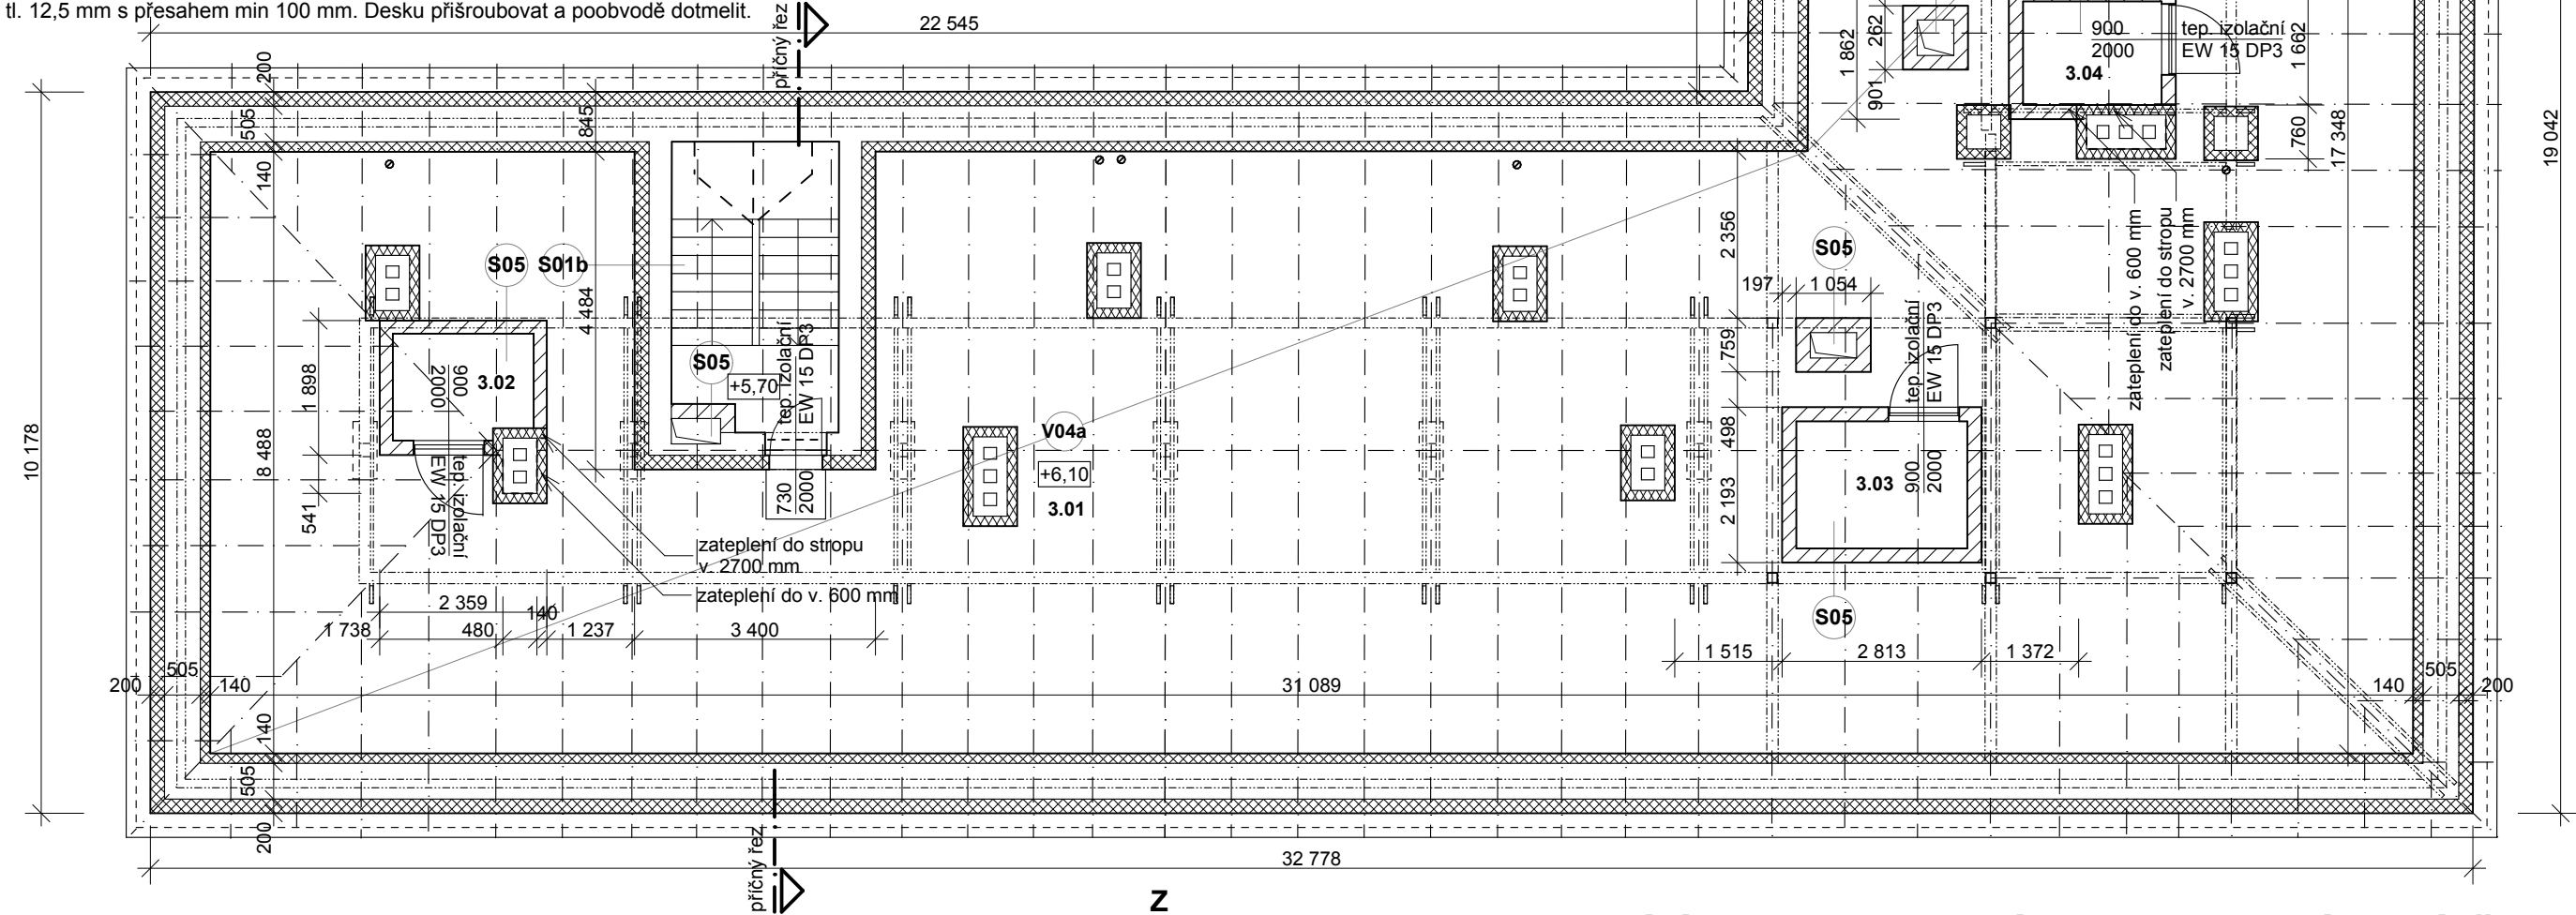 tl. 12,5 mm s přesahem min 100 mm. Desku přišroubovat a poobvodě dotmelit.
22 545
příčný řez
262
1 862
901
900
2000
tep. izolační
EW 15 DP3
1 662
3.04
760
17 348
19 042
200
505
140
845
4 484
S05
S01b
S05
+5,70
tep. izolační
EW 15 DP3
730
2000
2 356
197
1 054
S05
759
498
2 193
tep. izolační
EW 15 DP3
900
2000
3.03
S05
zateplení do v. 600 mm
zateplení do stropu
v. 2700 mm
10 178
8 488
1 898
541
900
2000
3.02
tep. izolační
EW 15 DP3
V04a
+6,10
3.01
zateplení do stropu
v. 2700 mm
zateplení do v. 600 mm
2 359
140
1 738
480
1 237
3 400
1 515
2 813
1 372
200
505
140
31 089
140
505
200
140
505
200
32 778
příčný řez
Z